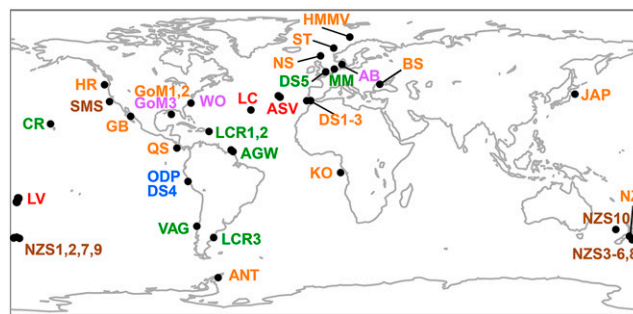 HMMV
ST
NS
DS5
MM
AB
BS
HR
GoM1,2
SMS
GoM3
WO
LC
ASV
DS1-3
JAP
CR
GB
LCR1,2
QS
AGW
KO
ODP
DS4
LV
VAG
LCR3
NZS1,2,7,9
NZS10
NZS3-6,8
ANT